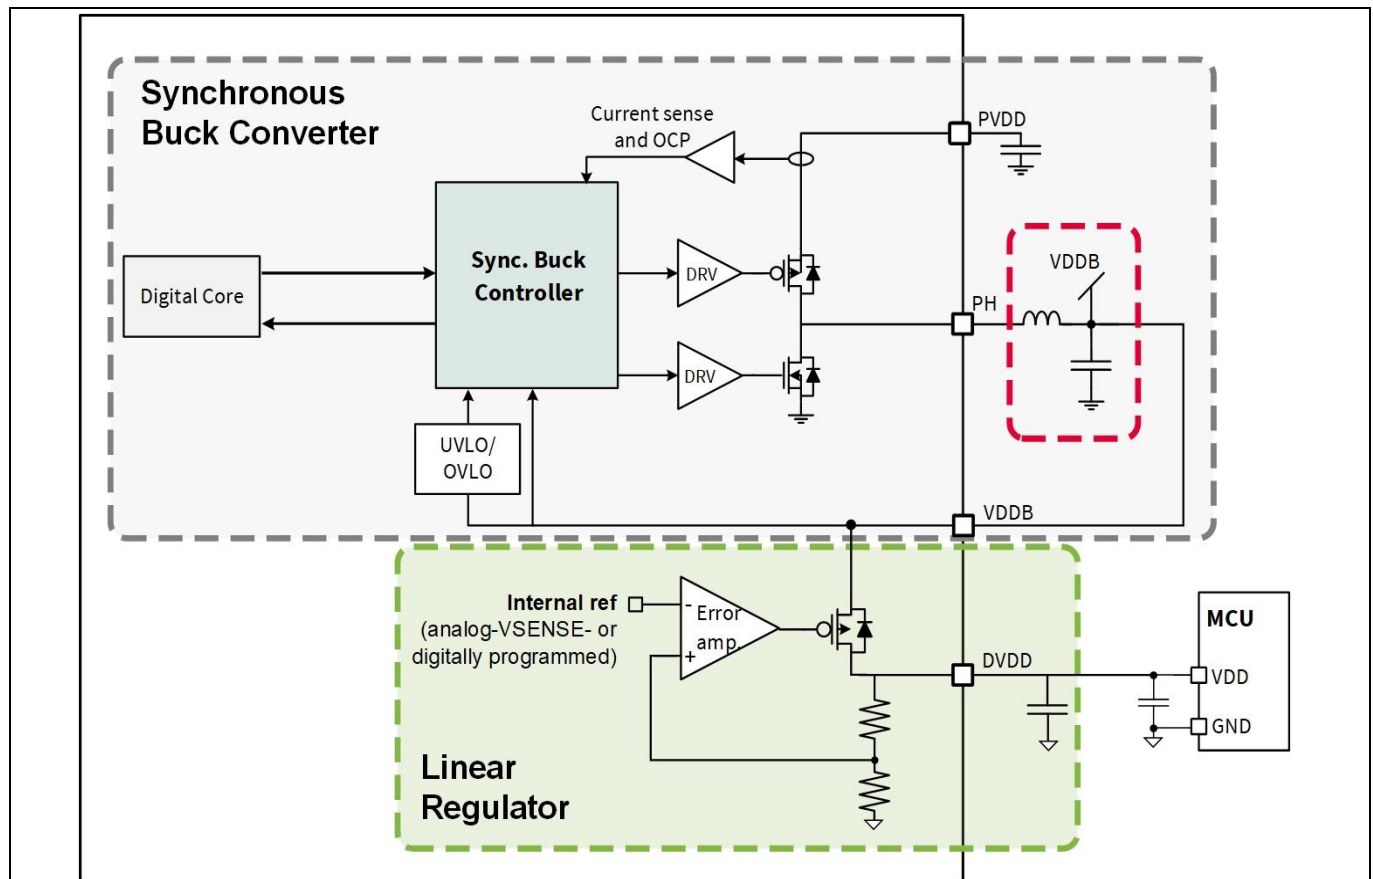 Synchronous
Buck Converter
Current sense
and OCP
PVDD
Digital Core
Sync. Buck
Controller
DRV
PH
VDDB
DRV
UVLO/
OVLO
VDDB
Internal ref
(analog-VSENSE- or
digitally programmed)
-
Error
amp.
+
DVDD
MCU
VDD
GND
Linear
Regulator